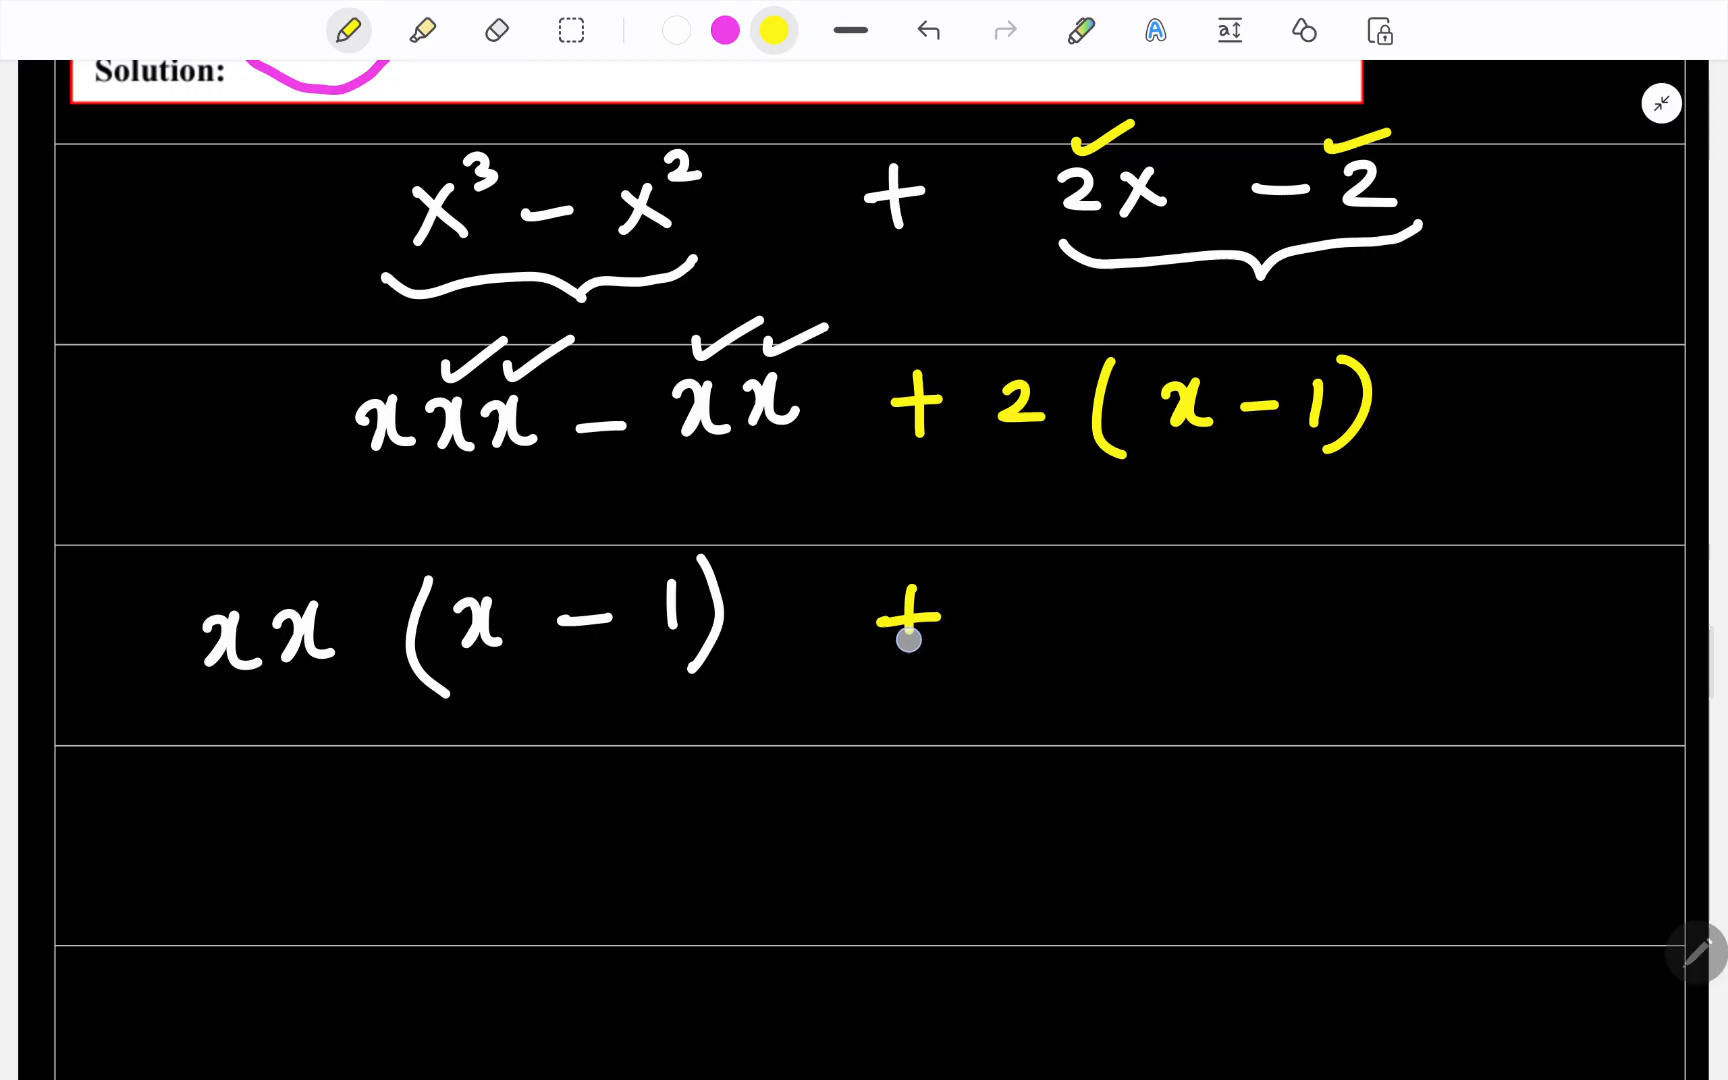 Solution:
x³ - x² + 2x - 2
xxx - xx + 2(x - 1)
xx (x - 1) +